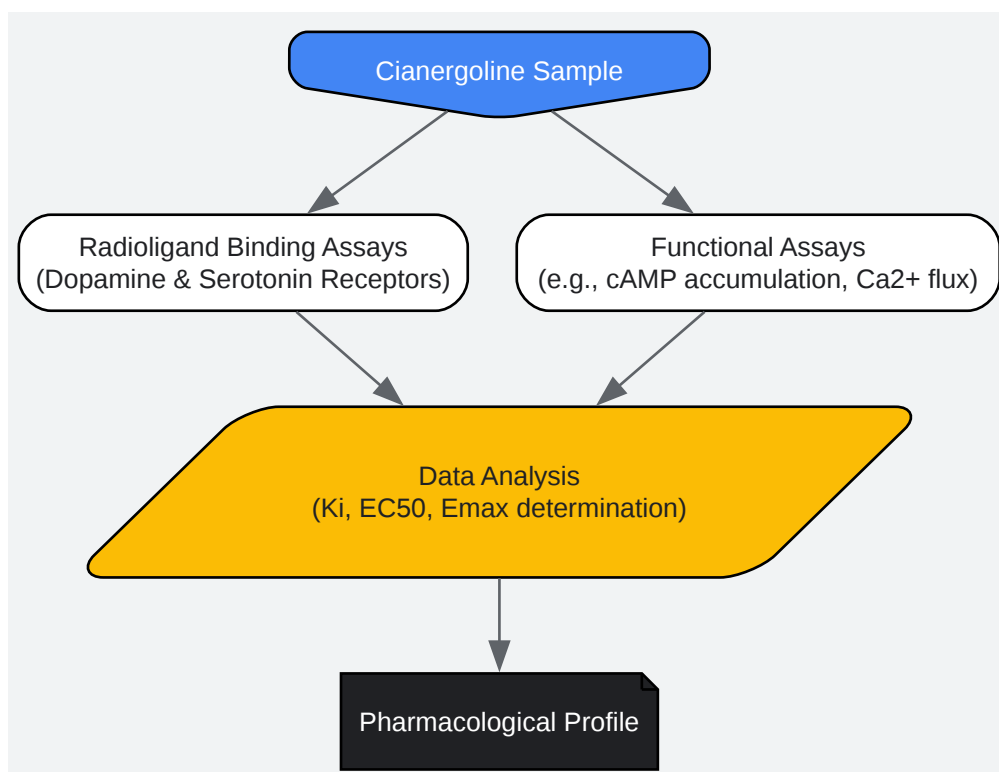 Cianergoline Sample
Radioligand Binding Assays
(Dopamine & Serotonin Receptors)
Functional Assays
(e.g., cAMP accumulation, Ca2+ flux)
Data Analysis
(Ki, EC50, Emax determination)
Pharmacological Profile